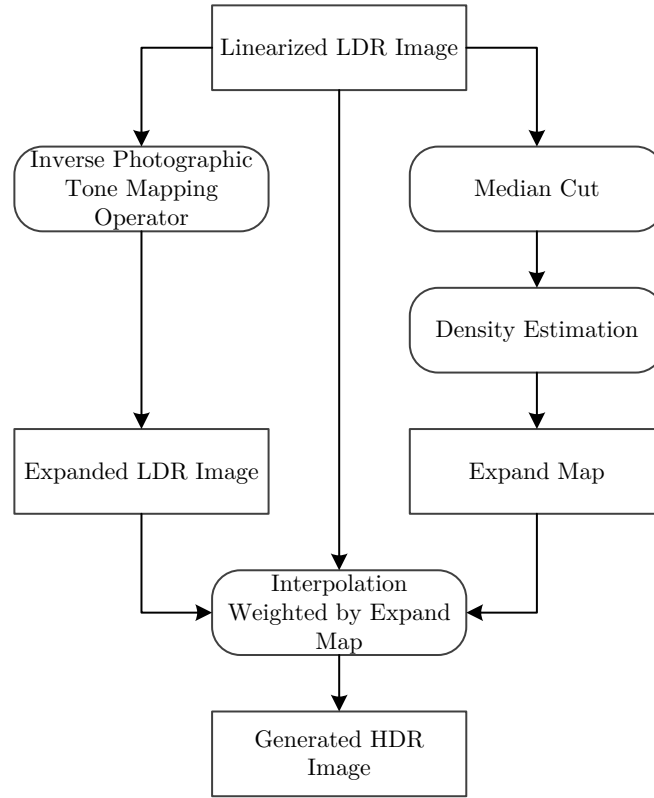 Linearized LDR Image
Inverse Photographic
Tone Mapping
Operator
Median Cut
Density Estimation
Expanded LDR Image
Expand Map
Interpolation
Weighted by Expand
Map
Generated HDR
Image